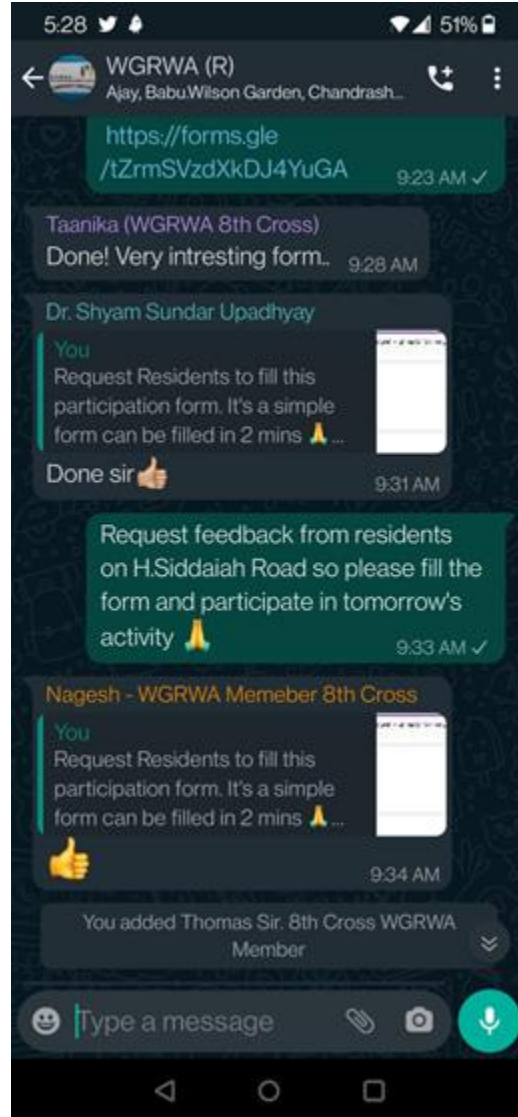 5:28
51%
WGRWA (R)
Ajay, Babu.Wilson Garden, Chandrash...
https://forms.gle
/tZrmSVzdXkDJ4YuGA
9:23 AM
Taanika (WGRWA 8th Cross)
Done! Very intresting form..
9:28 AM
Dr. Shyam Sundar Upadhyay
You
Request Residents to fill this
participation form. It's a simple
form can be filled in 2 mins 🙏...
Done sir👍🏼
9:31 AM
Request feedback from residents
on H.Siddaiah Road so please fill the
form and participate in tomorrow's
activity 🙏
9:33 AM
Nagesh - WGRWA Memeber 8th Cross
You
Request Residents to fill this
participation form. It's a simple
form can be filled in 2 mins 🙏...
👍
9:34 AM
You added Thomas Sir. 8th Cross WGRWA
Member
Type a message